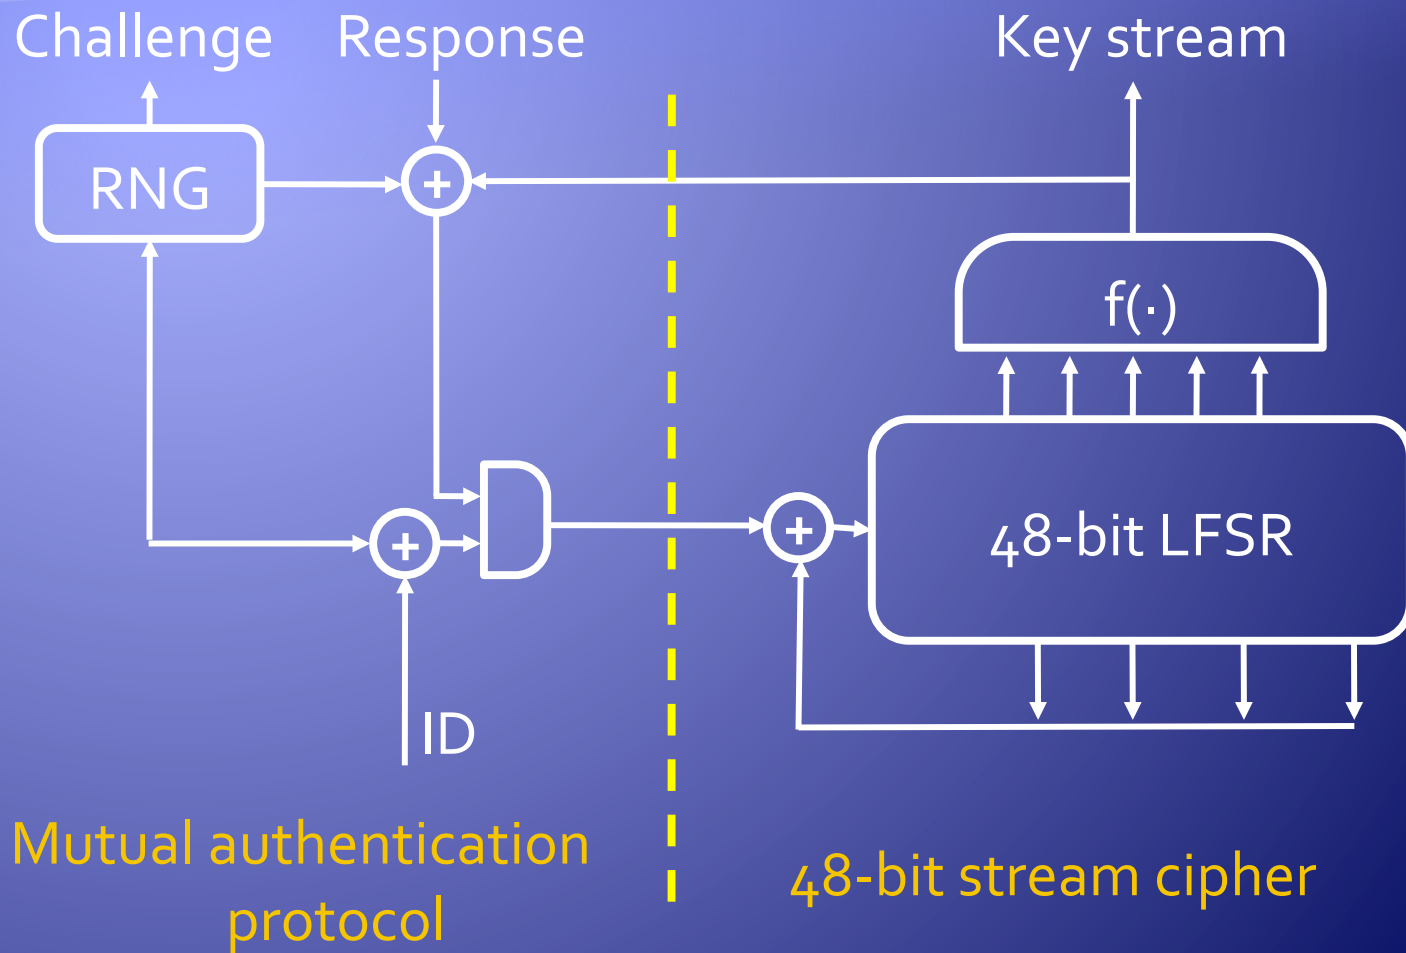 Challenge
Response
Key stream
RNG
+
f(·)
+
+
48-bit LFSR
ID
Mutual authentication
protocol
48-bit stream cipher